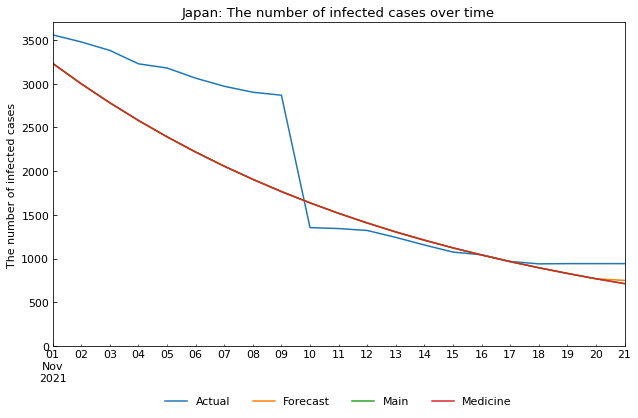 Japan: The number of infected cases over time
The number of infected cases
3500
3000
2500
2000
1500
1000
500
0
01 02 03 04 05 06 07 08 09 10 11 12 13 14 15 16 17 18 19 20 21
Nov
2021
Actual Forecast Main Medicine